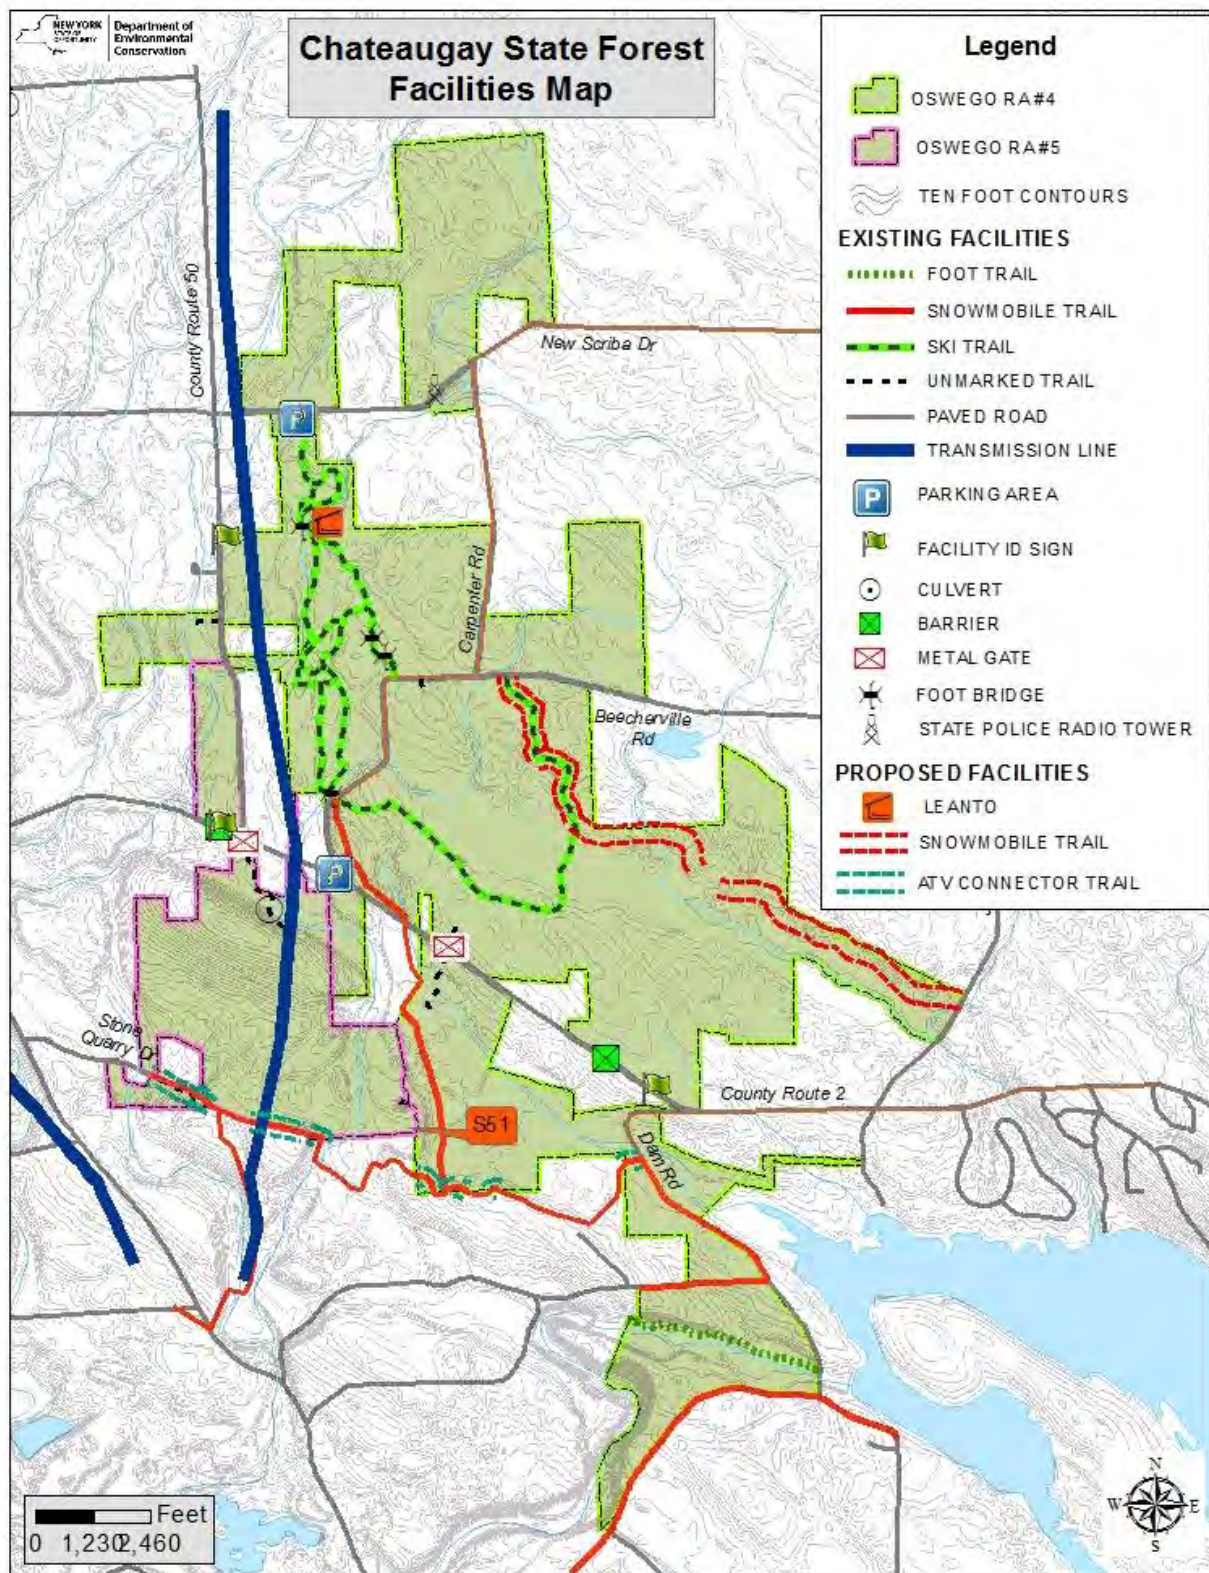 NEW YORK
STATE OF
OPPORTUNITY
Department of
Environmental
Conservation
Chateaugay State Forest
Facilities Map
Legend
OSWEGO RA#4
OSWEGO RA#5
TEN FOOT CONTOURS
EXISTING FACILITIES
FOOT TRAIL
SNOWMOBILE TRAIL
SKI TRAIL
UNMARKED TRAIL
PAVED ROAD
TRANSMISSION LINE
P
PARKING AREA
FACILITY ID SIGN
CULVERT
BARRIER
METAL GATE
FOOT BRIDGE
STATE POLICE RADIO TOWER
PROPOSED FACILITIES
LEANTO
SNOWMOBILE TRAIL
ATV CONNECTOR TRAIL
County Route 50
New Scriba Dr
P
Carpenter Rd
Beecherville
Rd
P
Stone
Quarry D
S51
County Route 2
Dam Rd
N
W E
S
Feet
0 1,230 2,460